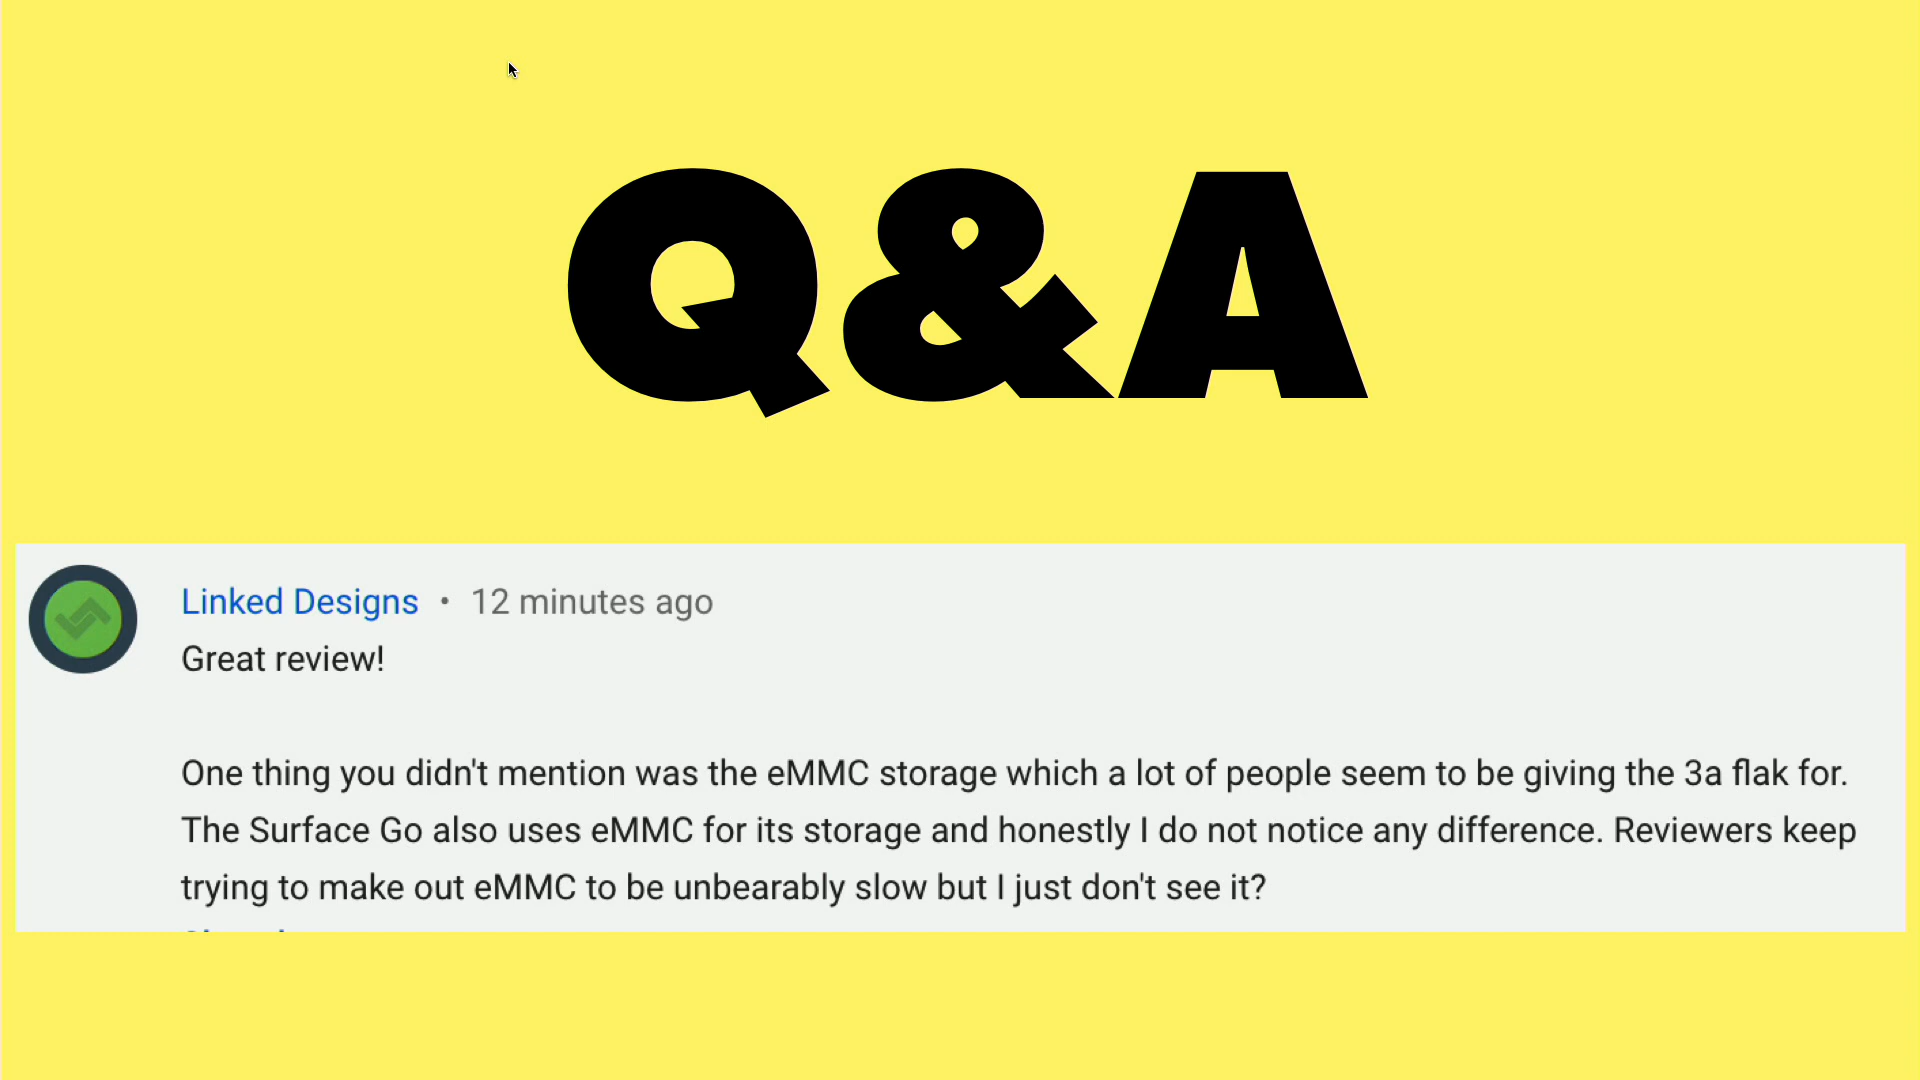 Q&A
Linked Designs • 12 minutes ago
Great review!
One thing you didn't mention was the eMMC storage which a lot of people seem to be giving the 3a flak for.
The Surface Go also uses eMMC for its storage and honestly I do not notice any difference. Reviewers keep
trying to make out eMMC to be unbearably slow but I just don't see it?